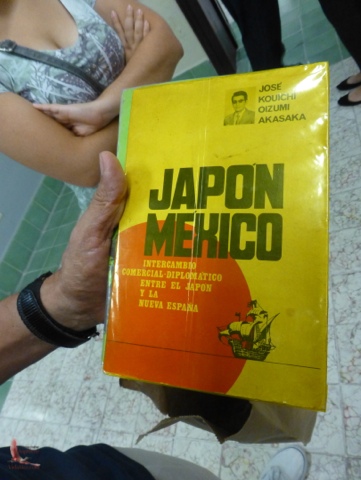 JOSE
KOUICHI
OIZUMI
AKASAKA
JAPON
MEXICO
INTERCAMBIO
COMERCIAL-DIPLOMATICO
ENTRE EL JAPON
Y LA
NUEVA ESPAÑA